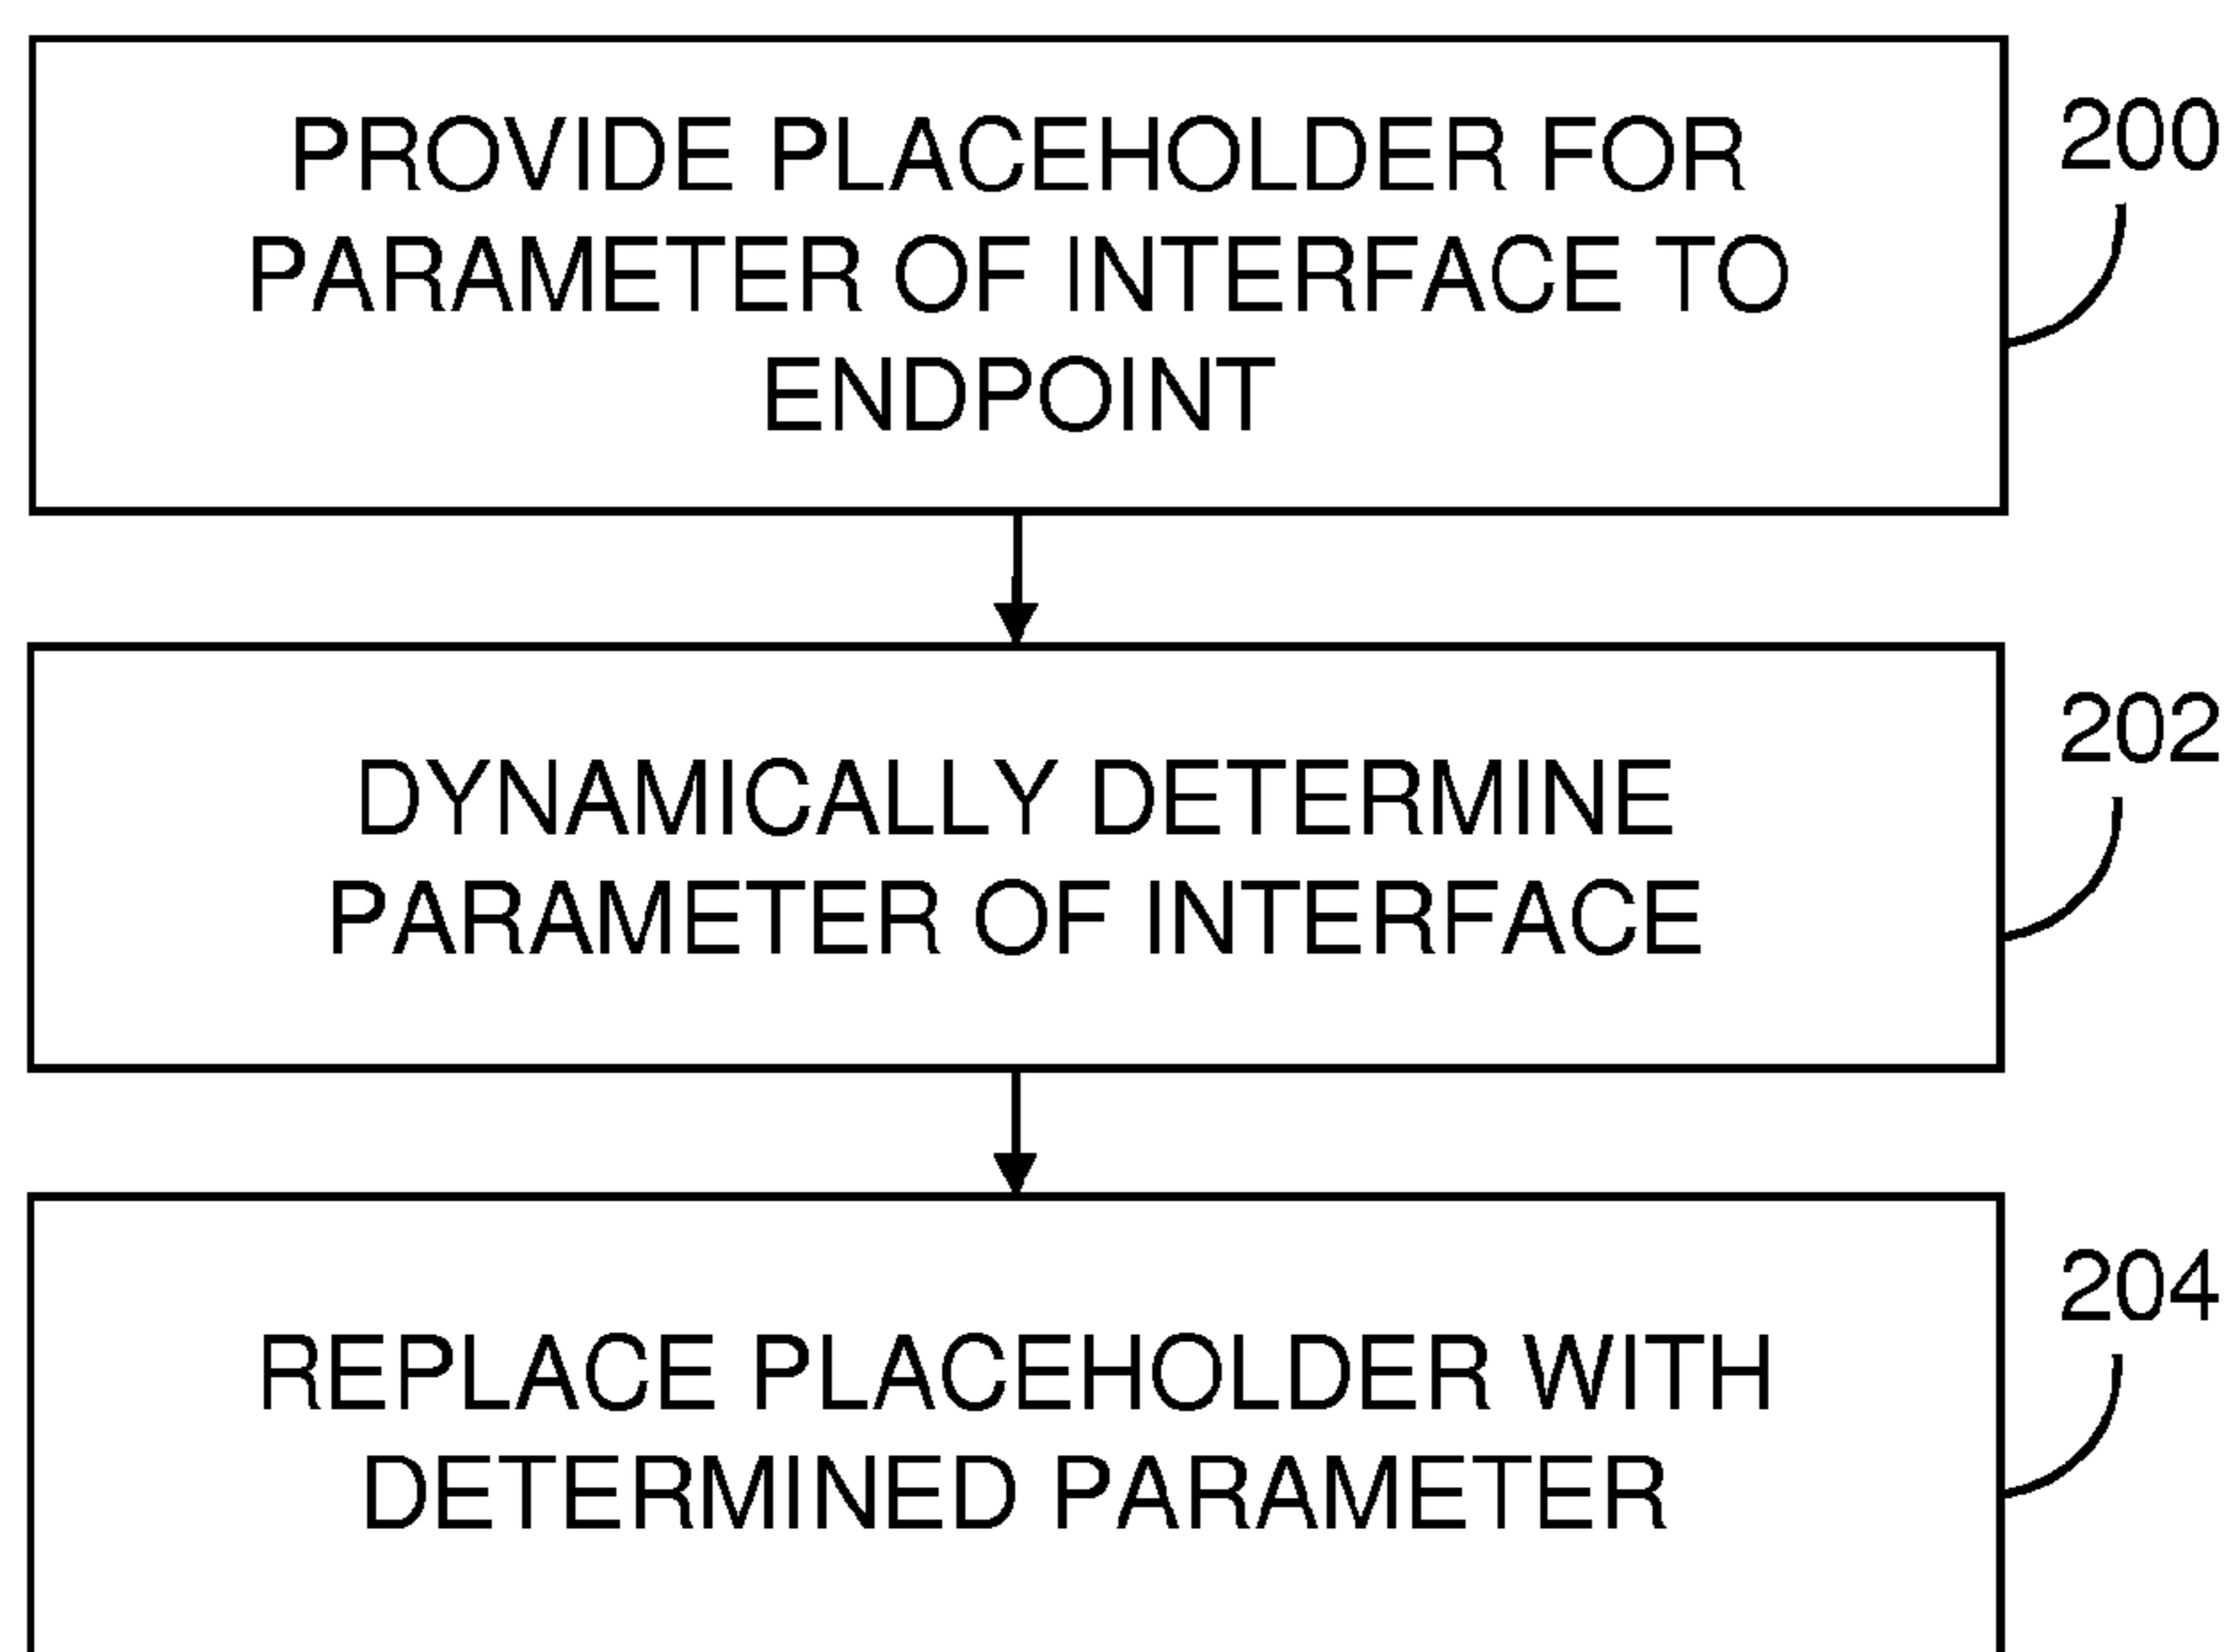 PROVIDE PLACEHOLDER FOR
PARAMETER OF INTERFACE TO
ENDPOINT
200
DYNAMICALLY DETERMINE
PARAMETER OF INTERFACE
202
REPLACE PLACEHOLDER WITH
DETERMINED PARAMETER
204